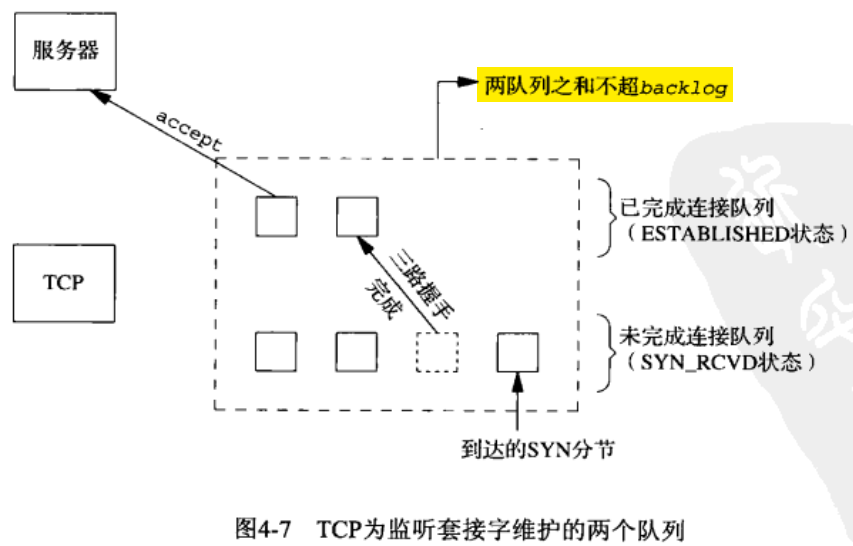 服务器
两队列之和不超backlog
accept
已完成连接队列
（ESTABLISHED状态）
三路握手
完成
TCP
未完成连接队列
（SYN_RCVD状态）
到达的SYN分节
图4-7 TCP为监听套接字维护的两个队列